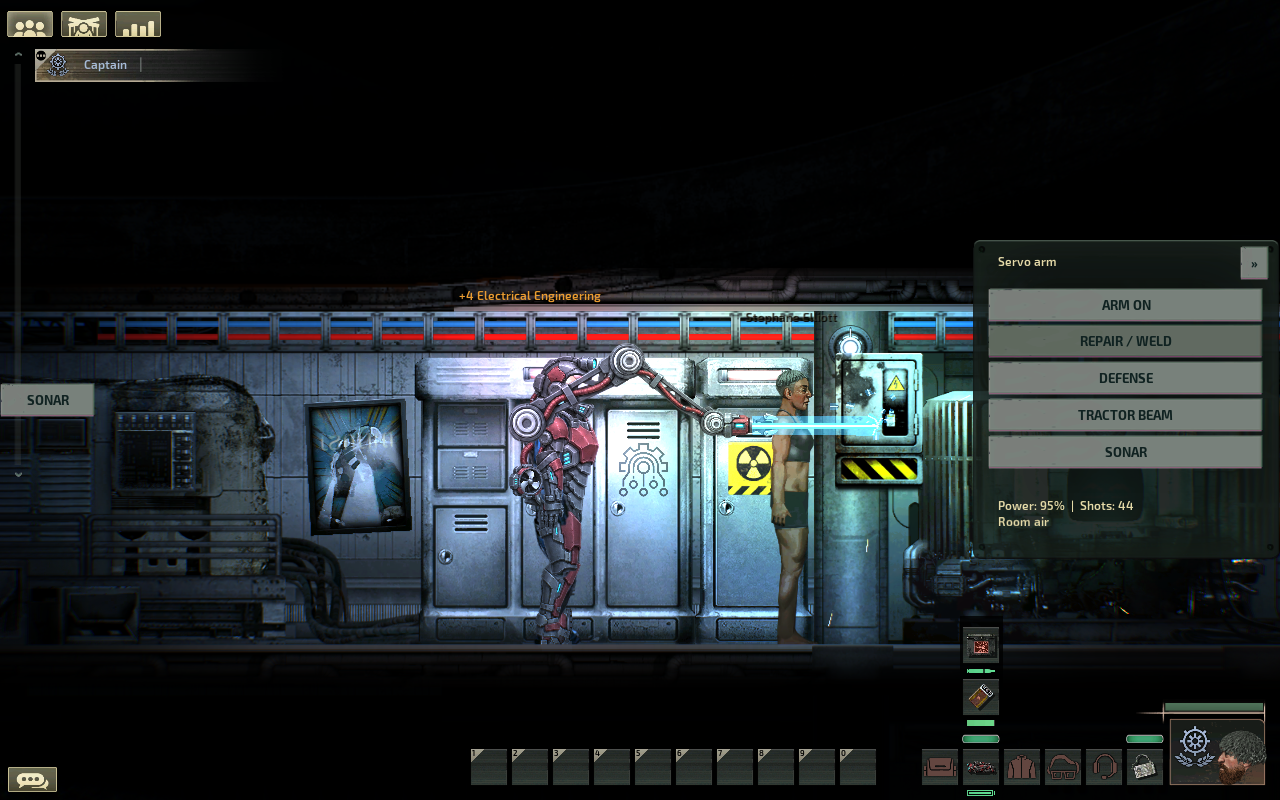 Captain
Servo arm
»
ARM ON
+4 Electrical Engineering
REPAIR / WELD
DEFENSE
SONAR
TRACTOR BEAM
SONAR
Power: 95% | Shots: 44
Room air
1 2 3 4 5 6 7 8 9 0